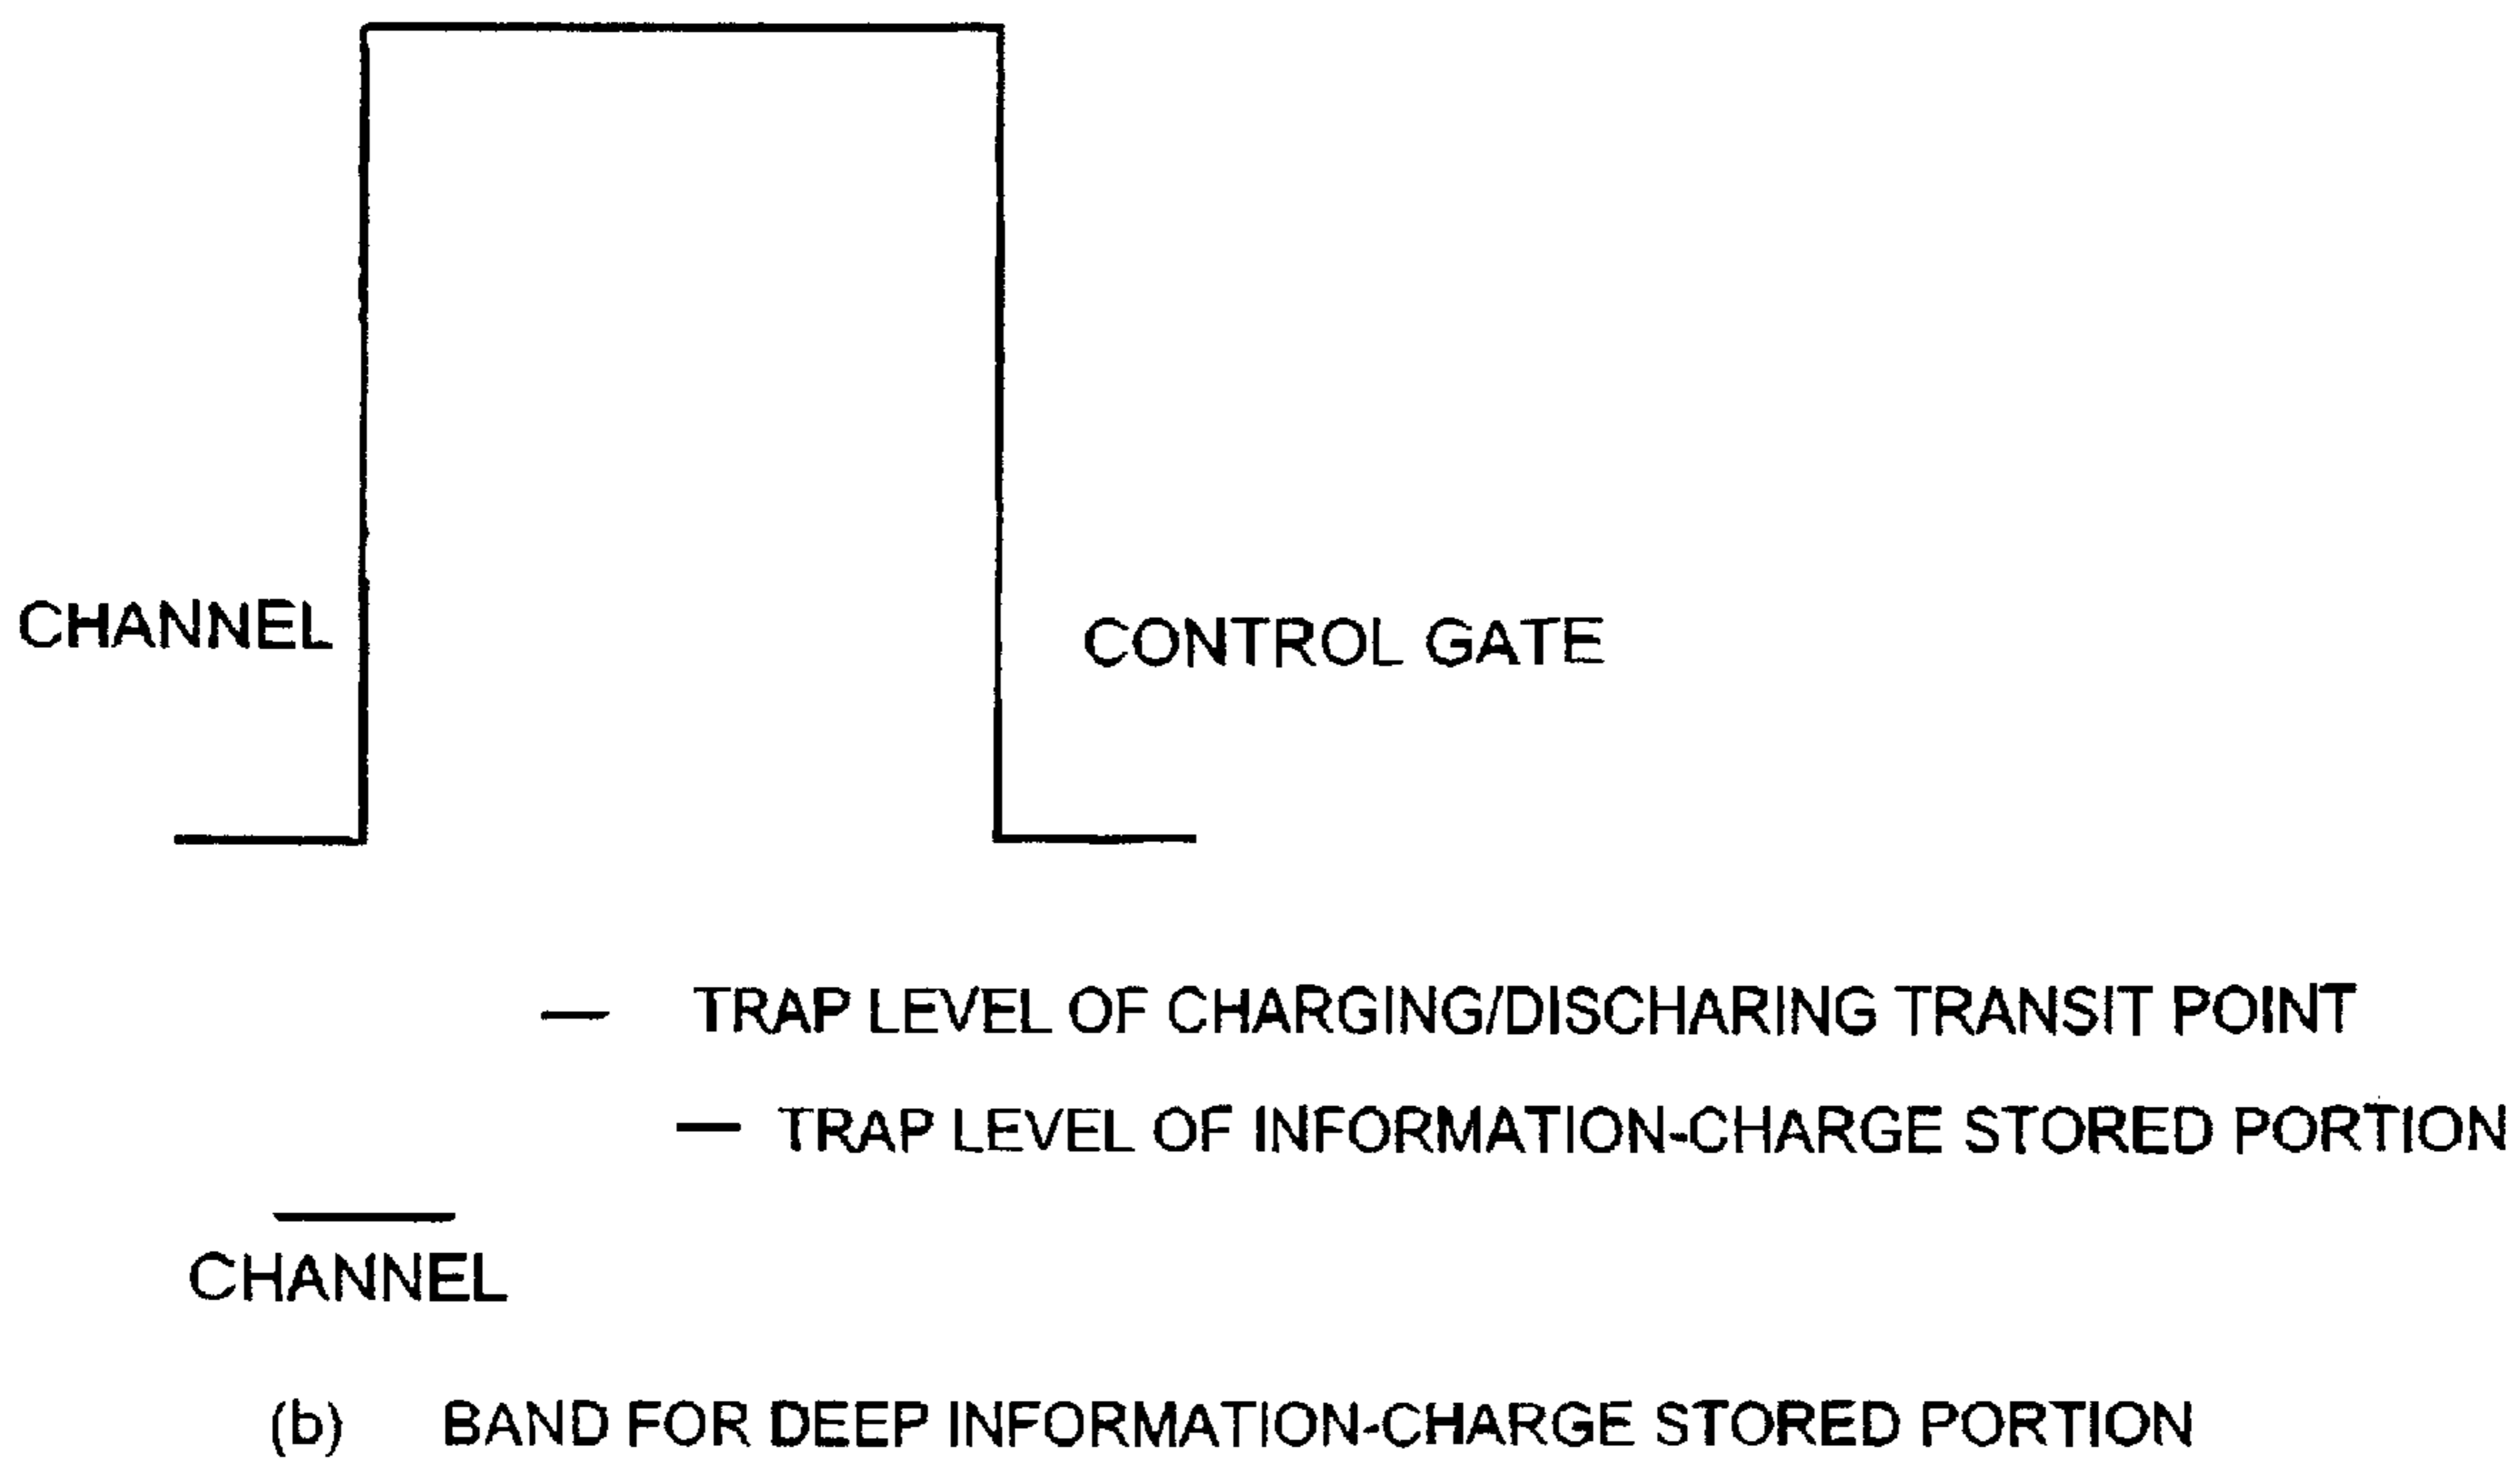 CHANNEL
CONTROL GATE
TRAP LEVEL OF CHARGING/DISCHARING TRANSIT POINT
TRAP LEVEL OF INFORMATION-CHARGE STORED PORTION
CHANNEL
(b) BAND FOR DEEP INFORMATION-CHARGE STORED PORTION